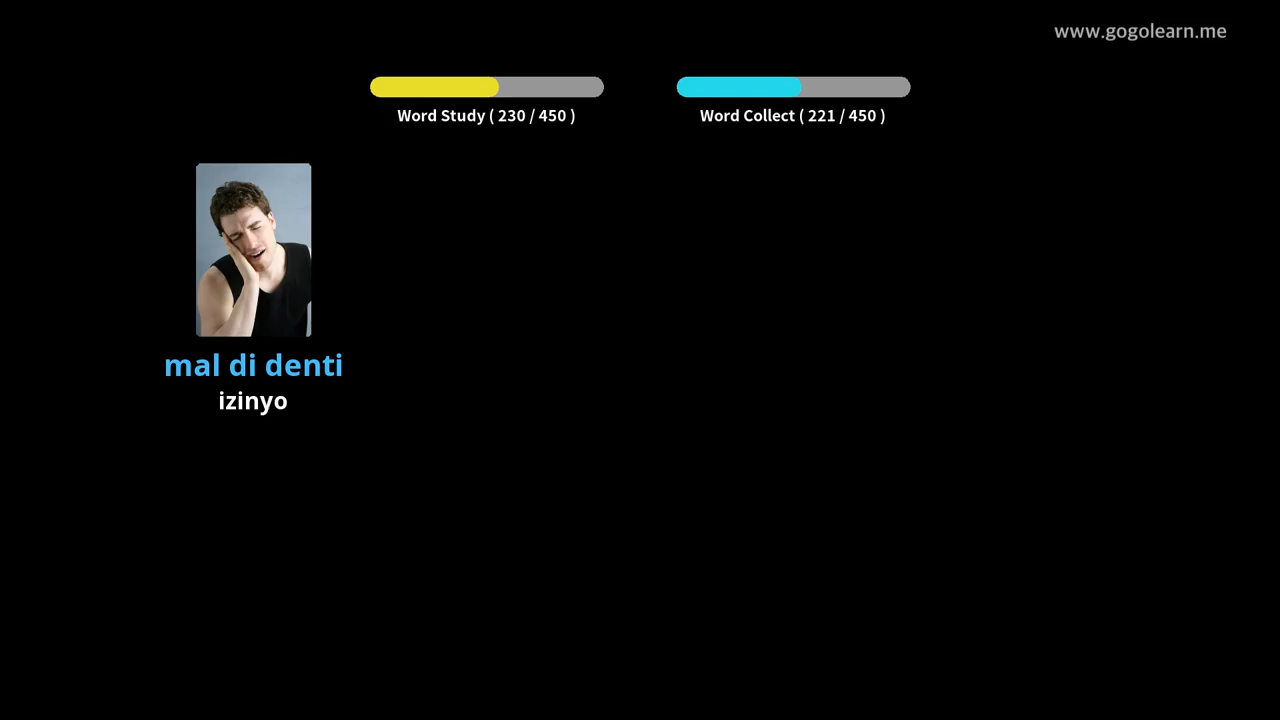 www.gogolearn.me
Word Study ( 230 / 450 )
Word Collect ( 221 / 450 )
mal di denti
izinyo